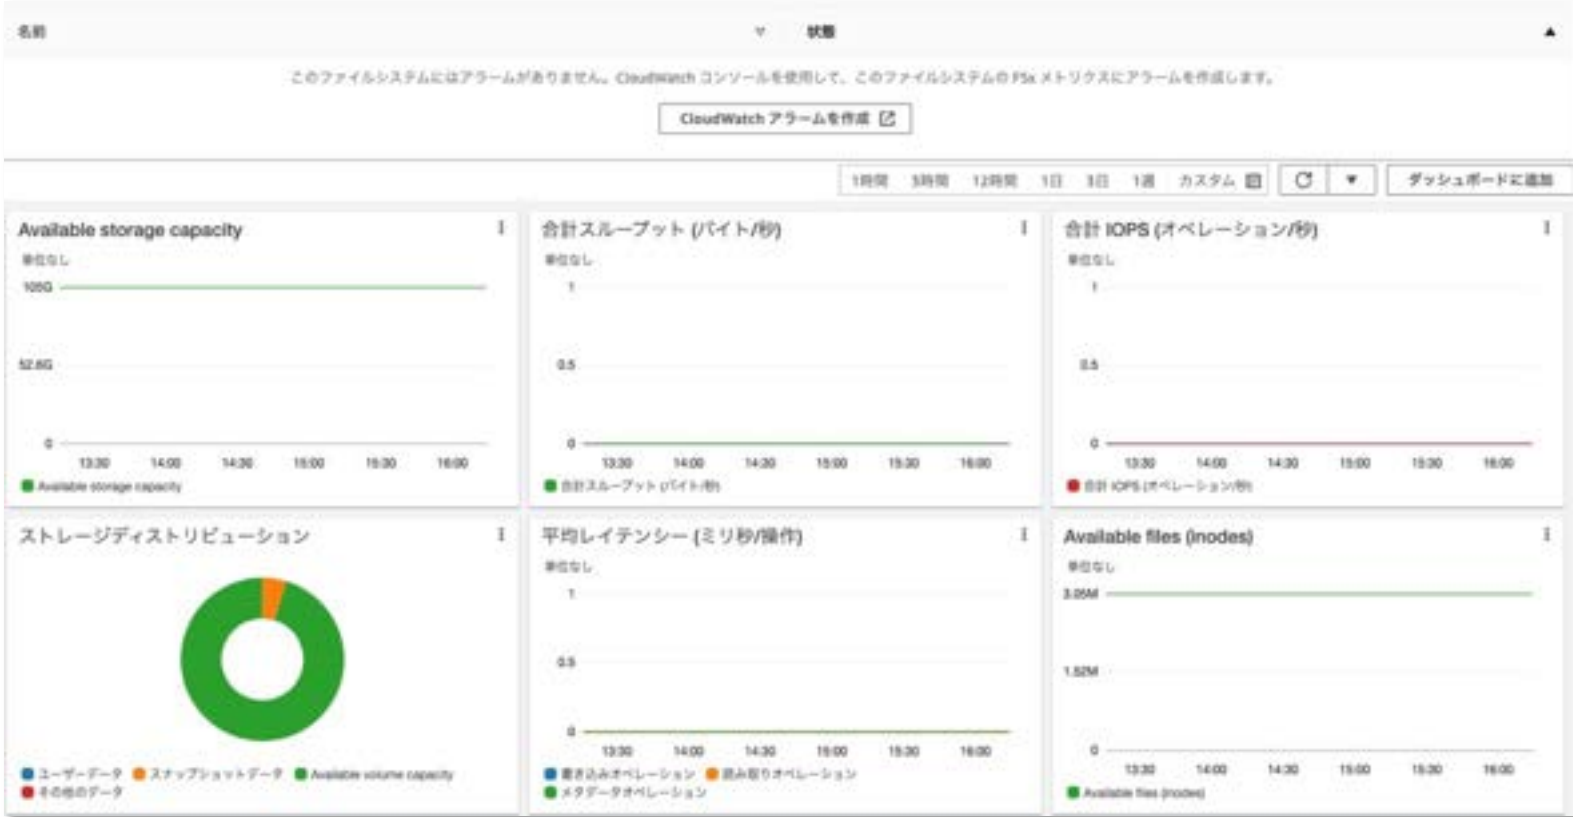 名前 ▽ 状態 ▲
このファイルシステムにはアラームがありません。CloudWatch コンソールを使用して、このファイルシステムの FSx メトリクスにアラームを作成します。
CloudWatch アラームを作成
1時間 3時間 12時間 1日 3日 1週 カスタム ダッシュボードに追加
Available storage capacity
単位なし
105G
52.6G
0
13:30 14:00 14:30 15:00 15:30 16:00
Available storage capacity
合計スループット (バイト/秒)
単位なし
1
0.5
0
13:30 14:00 14:30 15:00 15:30 16:00
合計スループット (バイト/秒)
合計 IOPS (オペレーション/秒)
単位なし
1
0.5
0
13:30 14:00 14:30 15:00 15:30 16:00
合計 IOPS (オペレーション/秒)
ストレージディストリビューション
ユーザーデータ スナップショットデータ Available volume capacity
その他のデータ
平均レイテンシー (ミリ秒/操作)
単位なし
1
0.5
0
13:30 14:00 14:30 15:00 15:30 16:00
書き込みオペレーション 読み取りオペレーション
メタデータオペレーション
Available files (inodes)
単位なし
3.05M
1.52M
0
13:30 14:00 14:30 15:00 15:30 16:00
Available files (inodes)